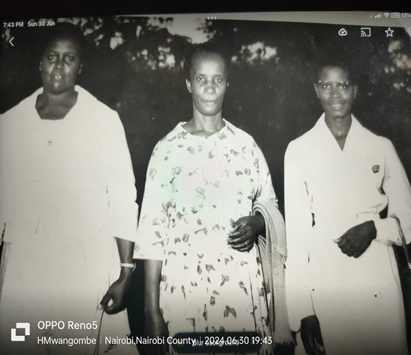 7:43 PM Sun 30 Jun
OPPO Reno5
HMwangombe | Nairobi,Nairobi County, 2024.06.30 19:43